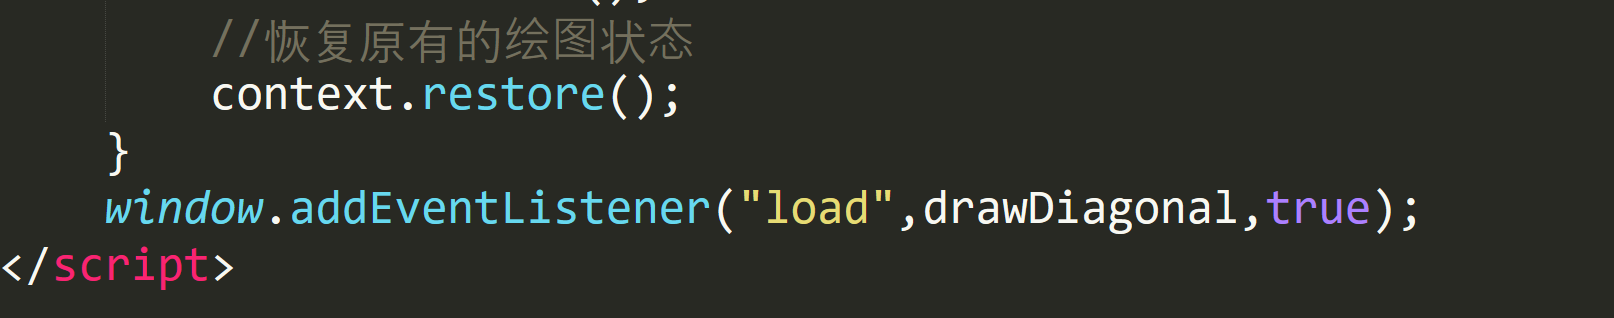 //恢复原有的绘图状态
context.restore();
}
window.addEventListener("load",drawDiagonal,true);
</script>